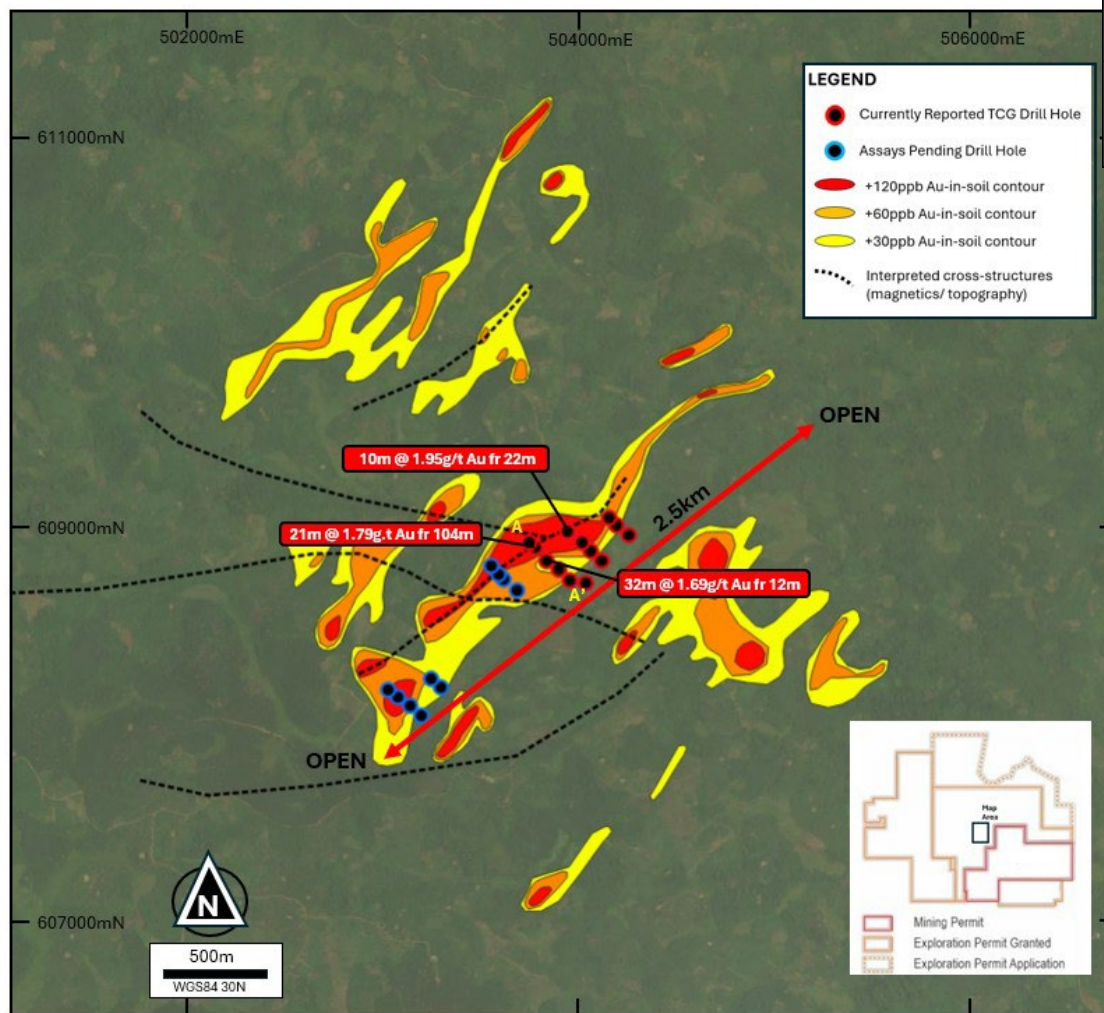 502000mE
504000mE
506000mE
611000mN
609000mN
607000mN
LEGEND
Currently Reported TCG Drill Hole
Assays Pending Drill Hole
+120ppb Au-in-soil contour
+60ppb Au-in-soil contour
+30ppb Au-in-soil contour
Interpreted cross-structures
(magnetics/ topography)
OPEN
10m @ 1.95g/t Au fr 22m
2.5km
A
21m @ 1.79g.t Au fr 104m
32m @ 1.69g/t Au fr 12m
A'
OPEN
N
500m
WGS84 30N
Map
Area
Mining Permit
Exploration Permit Granted
Exploration Permit Application